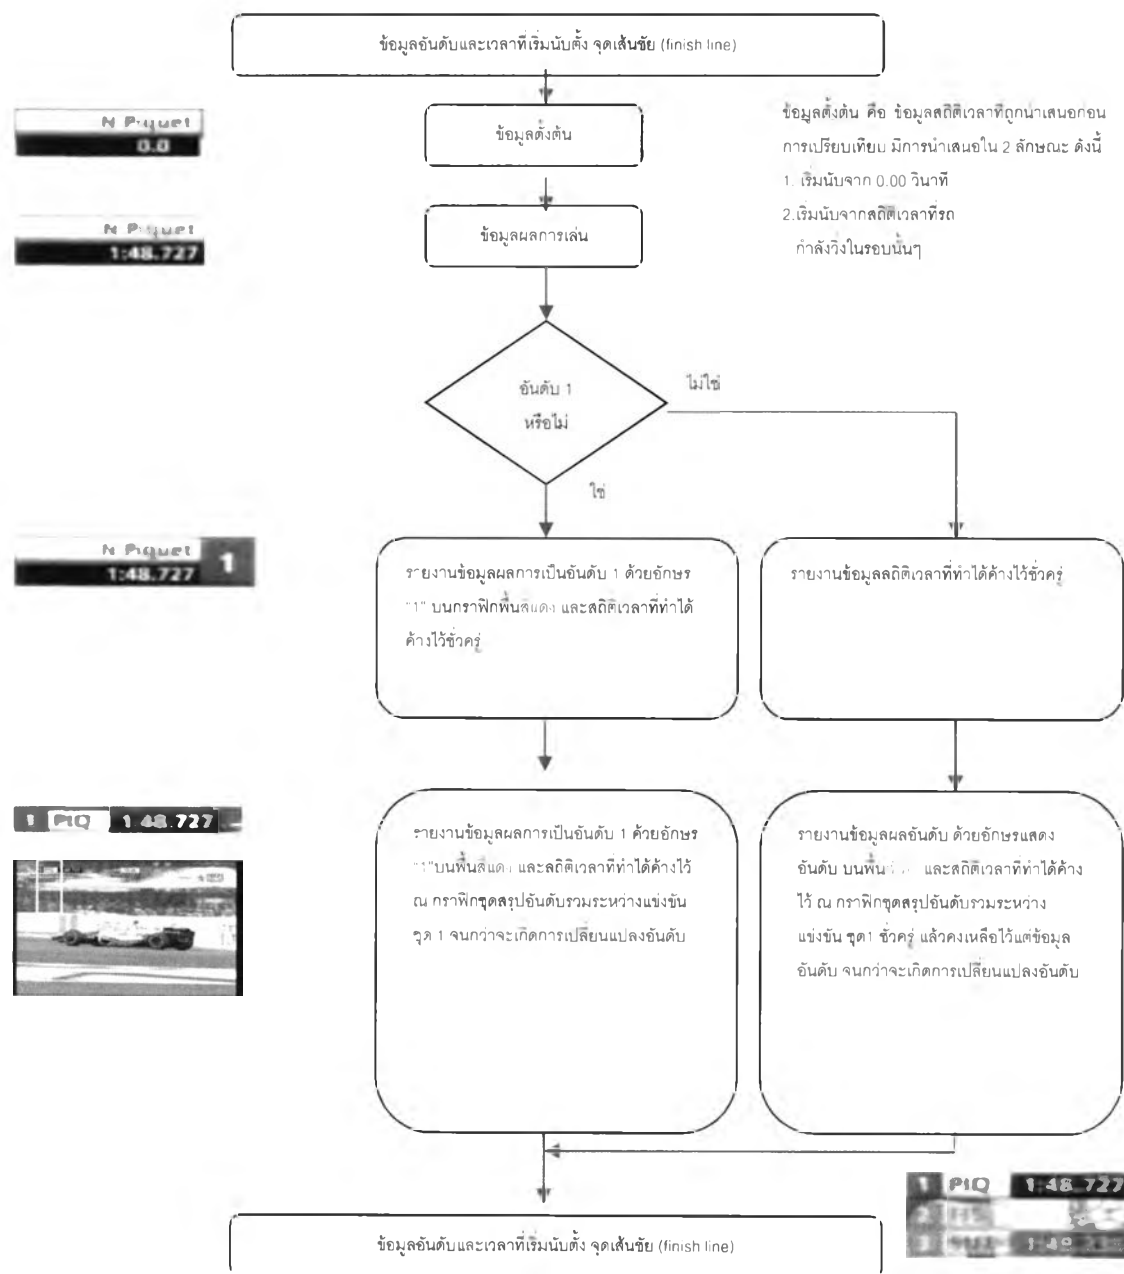 ข้อมูลอันดับและเวลาที่เริ่มนับตั้ง จุดเส้นชัย (finish line)
N Piquet
0.0
ข้อมูลตั้งต้น
ข้อมูลตั้งต้น คือ ข้อมูลสถิติเวลาที่ถูกนำเสนอก่อน
การเปรียบเทียบ มีการนำเสนอใน 2 ลักษณะ ดังนี้
1. เริ่มนับจาก 0.00 วินาที
2.เริ่มนับจากสถิติเวลาที่รถ
กำลังวิ่งในรอบนั้นๆ
N Piquet
1:48.727
ข้อมูลผลการเล่น
อันดับ 1
หรือไม่
ไม่ใช่
ใช่
N Piquet
1:48.727
1
รายงานข้อมูลผลการเป็นอันดับ 1 ด้วยอักษร
"1" บนกราฟิกพื้นสีแดง และสถิติเวลาที่ทำได้
ค้างไว้ชั่วครู่
รายงานข้อมูลสถิติเวลาที่ทำได้ค้างไว้ชั่วครู่
1 PIQ 1:48.727
รายงานข้อมูลผลการเป็นอันดับ 1 ด้วยอักษร
"1"บนพื้นสีแดง และสถิติเวลาที่ทำได้ค้างไว้
ณ กราฟิกชุดสรุปอันดับรวมระหว่างแข่งขัน
ชุด 1 จนกว่าจะเกิดการเปลี่ยนแปลงอันดับ
รายงานข้อมูลผลอันดับ ด้วยอักษรแสดง
อันดับ บนพื้น และสถิติเวลาที่ทำได้ค้าง
ไว้ ณ กราฟิกชุดสรุปอันดับรวมระหว่าง
แข่งขัน ชุด1 ชั่วครู่ แล้วคงเหลือไว้แต่ข้อมูล
อันดับ จนกว่าจะเกิดการเปลี่ยนแปลงอันดับ
1 PIQ 1:48.727
ข้อมูลอันดับและเวลาที่เริ่มนับตั้ง จุดเส้นชัย (finish line)